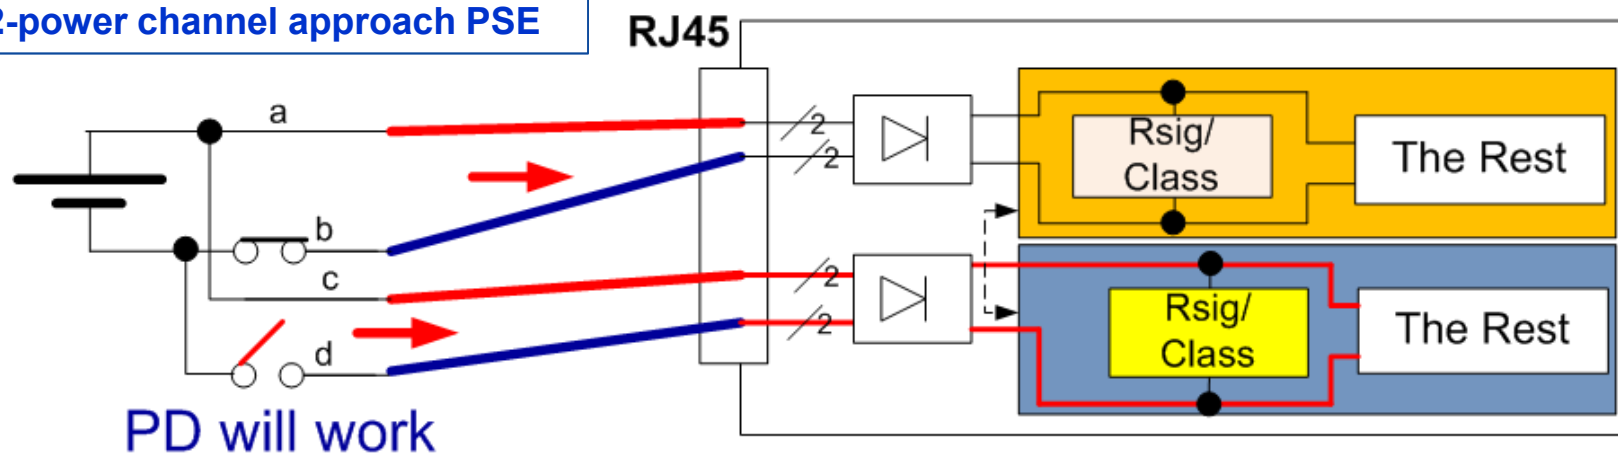 2-power channel approach PSE
RJ45
a
2
2
Rsig/
Class
The Rest
b
c
2
2
Rsig/
Class
The Rest
d
PD will work